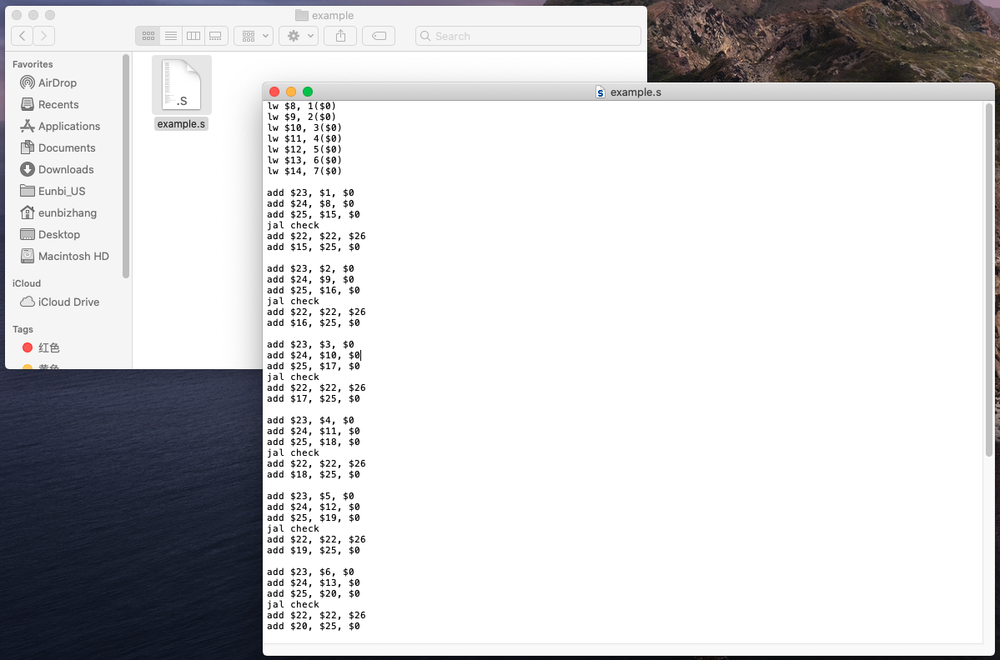 example
Search
Favorites
AirDrop
Recents
Applications
Documents
Downloads
Eunbi_US
eunbizhang
Desktop
Macintosh HD
iCloud
iCloud Drive
Tags
红色
黄色
.S
example.s
S example.s
lw $8, 1($0)
lw $9, 2($0)
lw $10, 3($0)
lw $11, 4($0)
lw $12, 5($0)
lw $13, 6($0)
lw $14, 7($0)
add $23, $1, $0
add $24, $8, $0
add $25, $15, $0
jal check
add $22, $22, $26
add $15, $25, $0
add $23, $2, $0
add $24, $9, $0
add $25, $16, $0
jal check
add $22, $22, $26
add $16, $25, $0
add $23, $3, $0
add $24, $10, $0
add $25, $17, $0
jal check
add $22, $22, $26
add $17, $25, $0
add $23, $4, $0
add $24, $11, $0
add $25, $18, $0
jal check
add $22, $22, $26
add $18, $25, $0
add $23, $5, $0
add $24, $12, $0
add $25, $19, $0
jal check
add $22, $22, $26
add $19, $25, $0
add $23, $6, $0
add $24, $13, $0
add $25, $20, $0
jal check
add $22, $22, $26
add $20, $25, $0